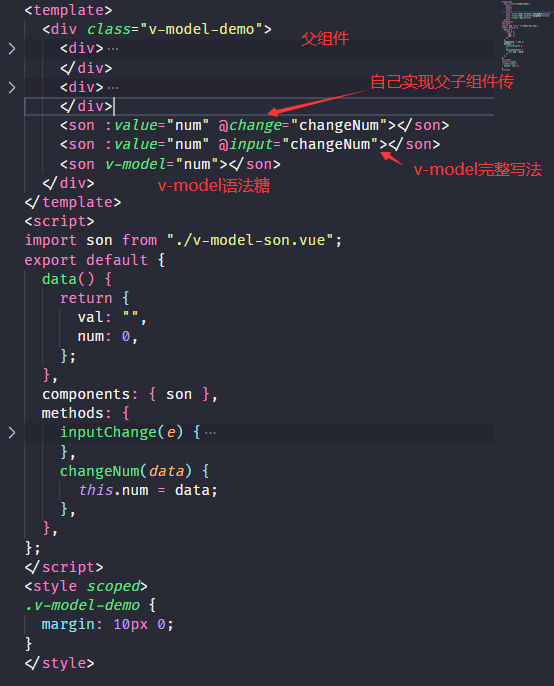 <template>
<div class="v-model-demo">
父组件
<div>…
</div>
<div>…
自己实现父子组件传
</div>
<son :value="num" @change="changeNum"></son>
<son :value="num" @input="changeNum"></son>
v-model完整写法
<son v-model="num"></son>
</div>
v-model语法糖
</template>
<script>
import son from "./v-model-son.vue";
export default {
data() {
return {
val: "",
num: 0,
};
},
components: { son },
methods: {
inputChange(e) {…
},
changeNum(data) {
this.num = data;
},
},
};
</script>
<style scoped>
.v-model-demo {
margin: 10px 0;
}
</style>